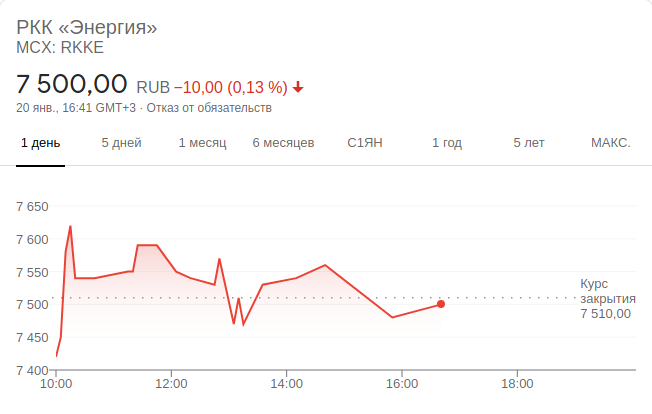 РКК «Энергия»
MCX: RKKE
7 500,00 RUB −10,00 (0,13 %)
20 янв., 16:41 GMT+3 · Отказ от обязательств
1 день 5 дней 1 месяц 6 месяцев С1ЯН 1 год 5 лет МАКС.
7 650
7 600
7 550
7 500
7 450
7 400
Курс
закрытия
7 510,00
10:00 12:00 14:00 16:00 18:00